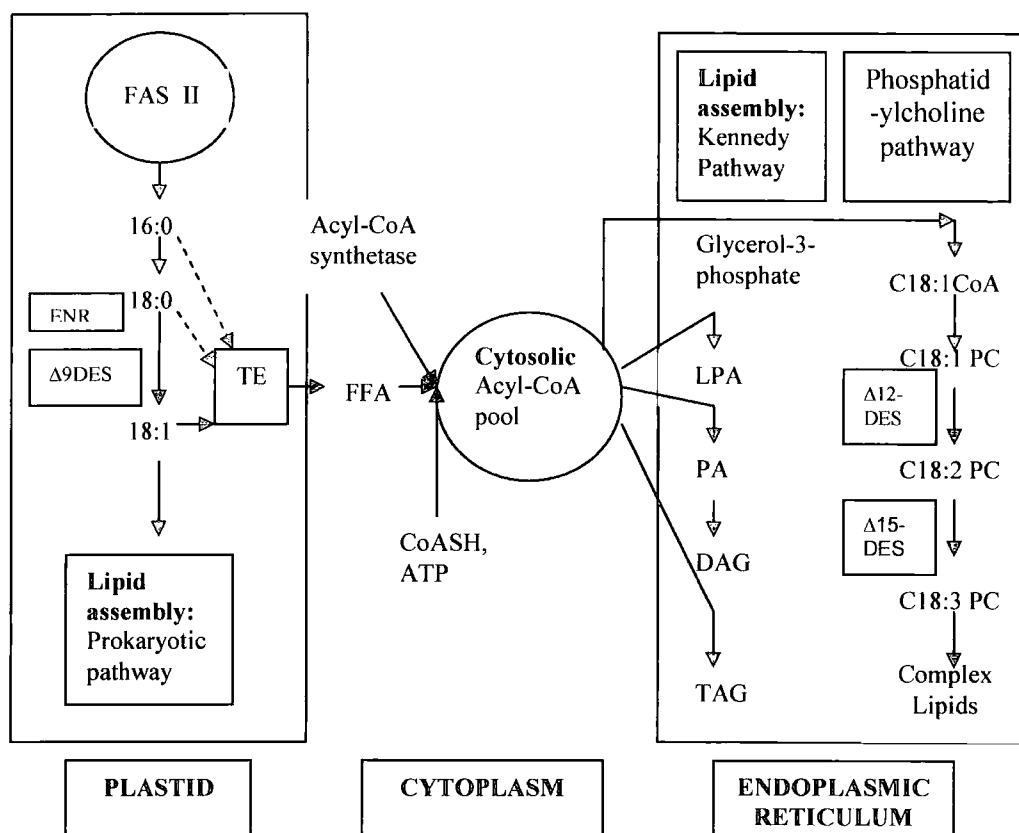 FAS II
16:0
18:0
ENR
Δ9DES
18:1
TE
Lipid
assembly:
Prokaryotic
pathway
PLASTID
Acyl-CoA
synthetase
FFA
Cytosolic
Acyl-CoA
pool
CoASH,
ATP
CYTOPLASM
Lipid
assembly:
Kennedy
Pathway
Phosphatid
-ylcholine
pathway
Glycerol-3-
phosphate
LPA
PA
DAG
TAG
C18:1CoA
C18:1 PC
Δ12-
DES
C18:2 PC
Δ15-
DES
C18:3 PC
Complex
Lipids
ENDOPLASMIC
RETICULUM